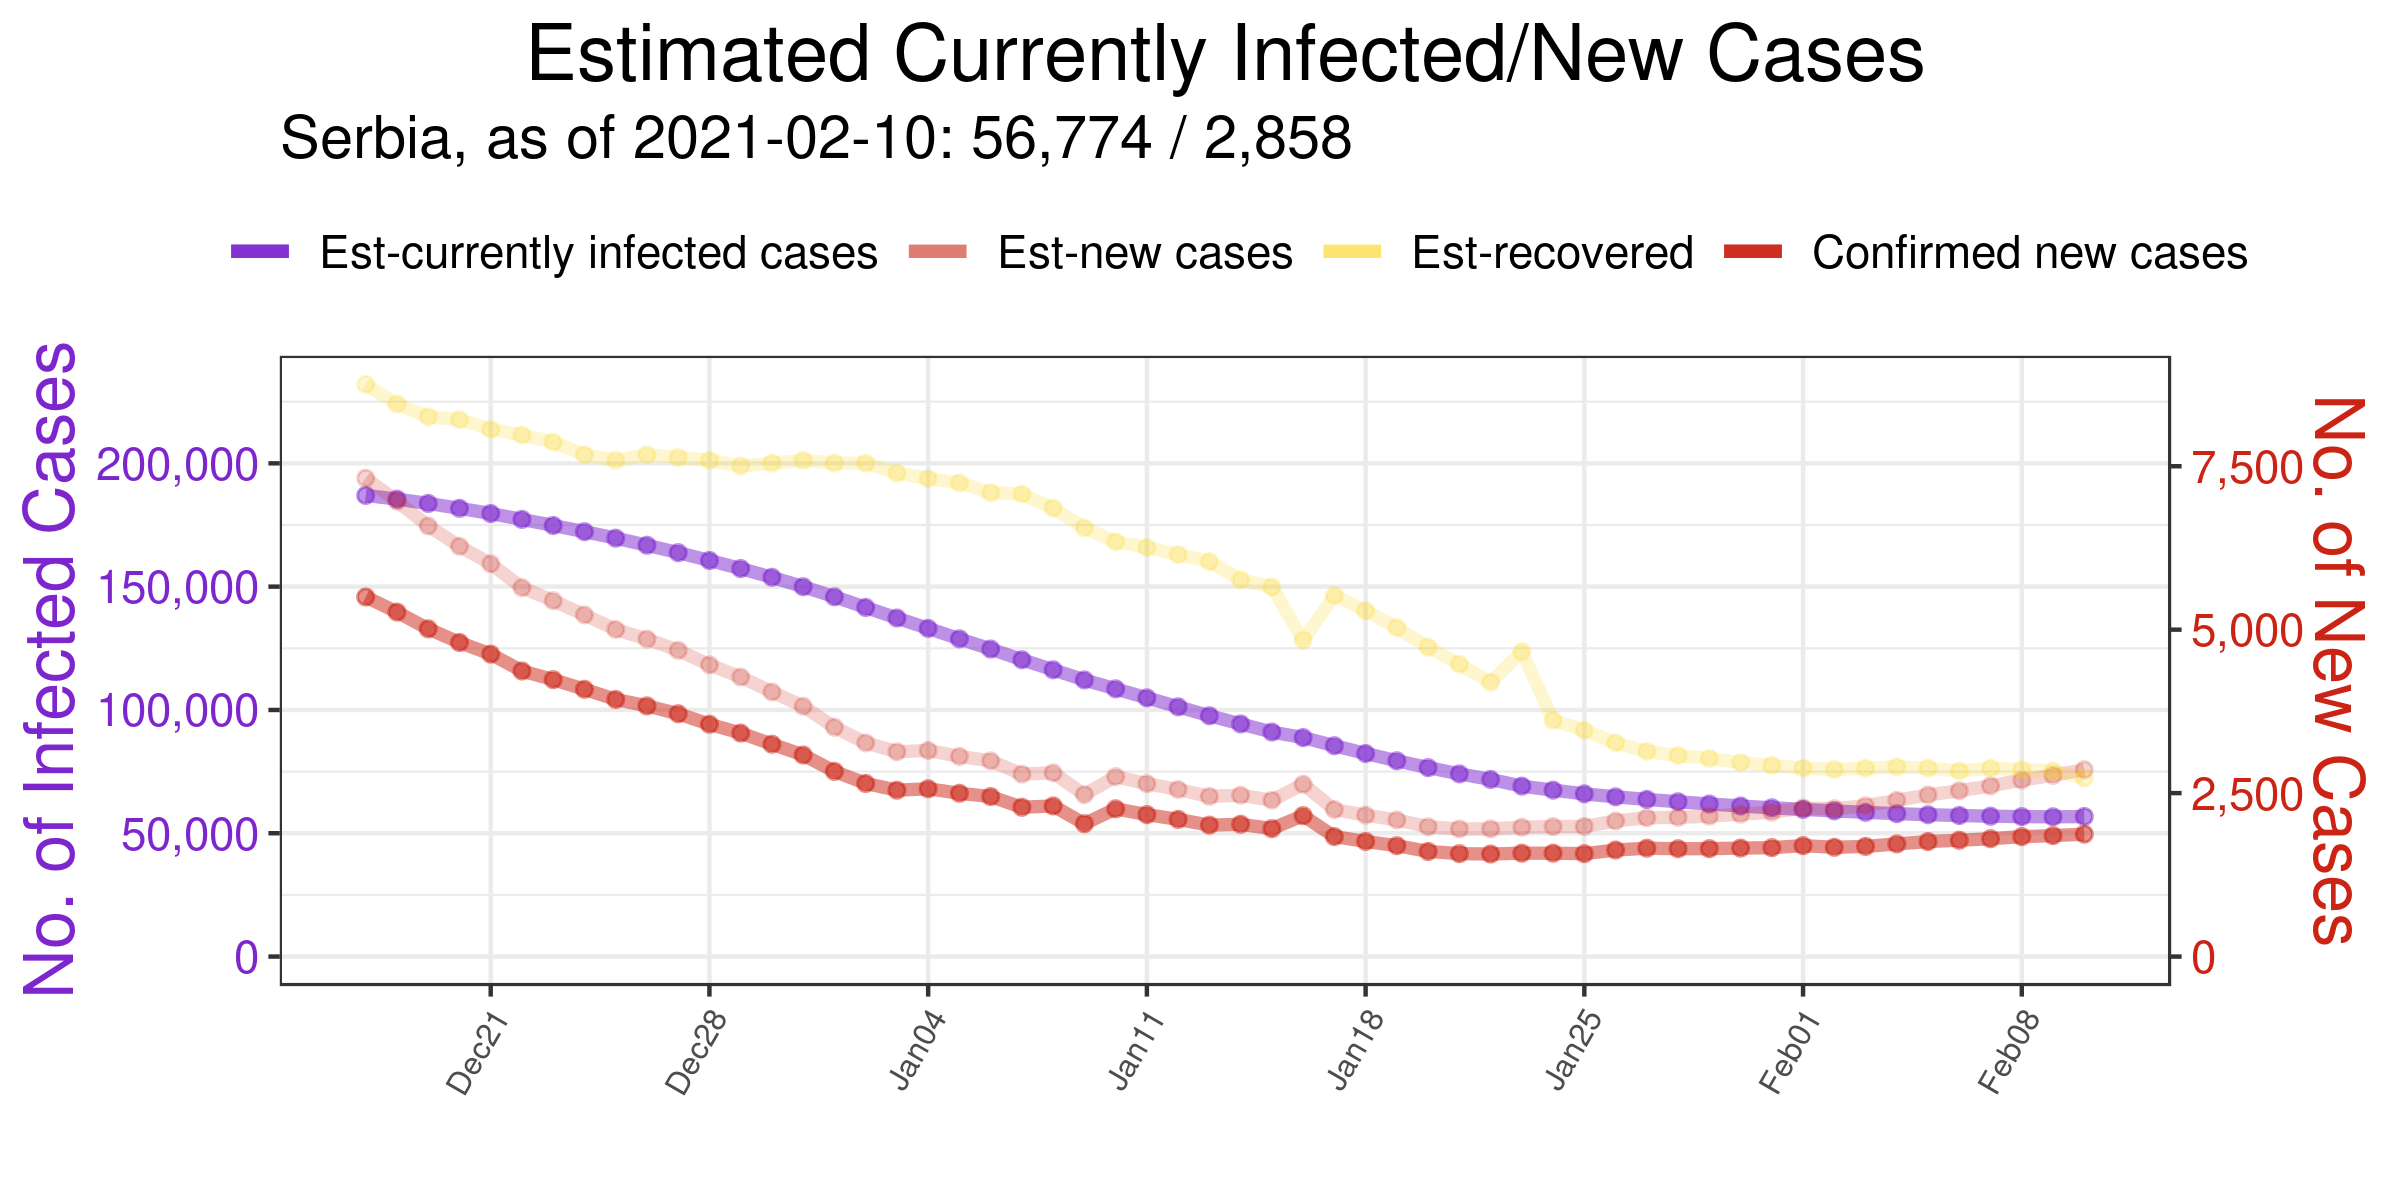 Estimated Currently Infected/New Cases
Serbia, as of 2021-02-10: 56,774 / 2,858
Est-currently infected cases Est-new cases Est-recovered Confirmed new cases
No. of Infected Cases
200,000
150,000
100,000
50,000
0
7,500
5,000
2,500
0
No. of New Cases
Dec21 Dec28 Jan04 Jan11 Jan18 Jan25 Feb01 Feb08